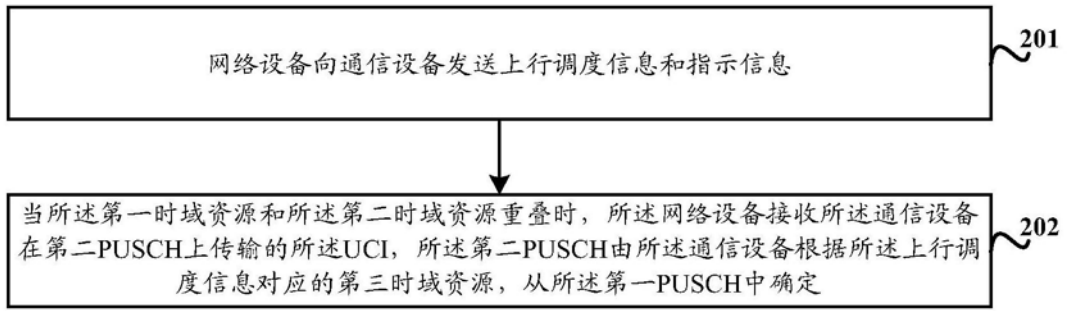 网络设备向通信设备发送上行调度信息和指示信息
201
当所述第一时域资源和所述第二时域资源重叠时，所述网络设备接收所述通信设备
在第二PUSCH上传输的所述UCI，所述第二PUSCH由所述通信设备根据所述上行调
度信息对应的第三时域资源，从所述第一PUSCH中确定
202